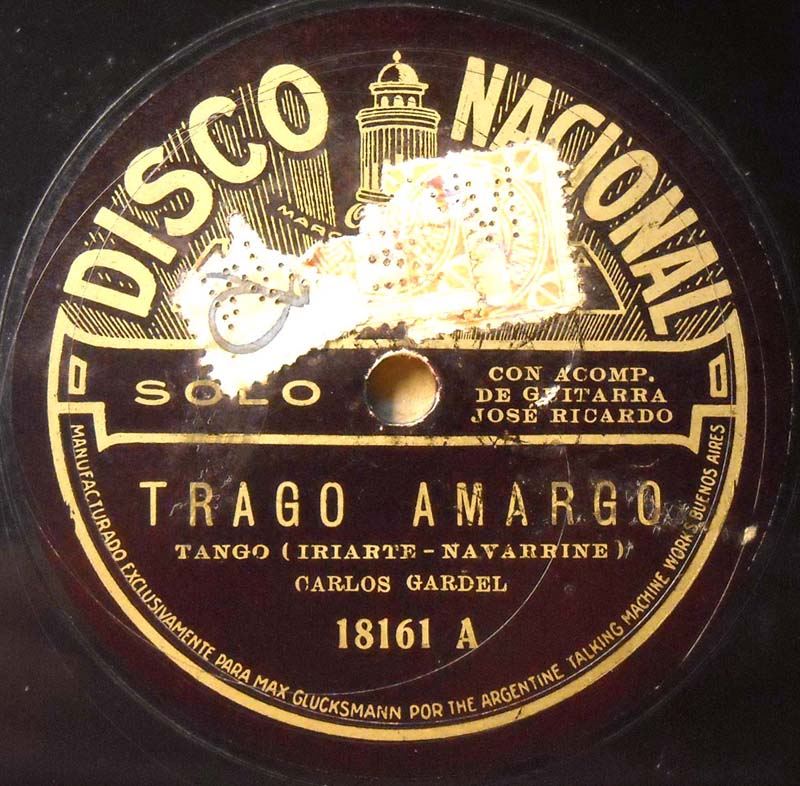 DISCO NACIONAL
SOLO
CON ACOMP.
DE GUITARRA
JOSÉ RICARDO
TRAGO AMARGO
TANGO (IRIARTE-NAVARRINE)
CARLOS GARDEL
18161 A
MANUFACTURADO EXCLUSIVAMENTE PARA MAX GLUCKSMANN POR THE ARGENTINE TALKING MACHINE WORKS, BUENOS AIRES